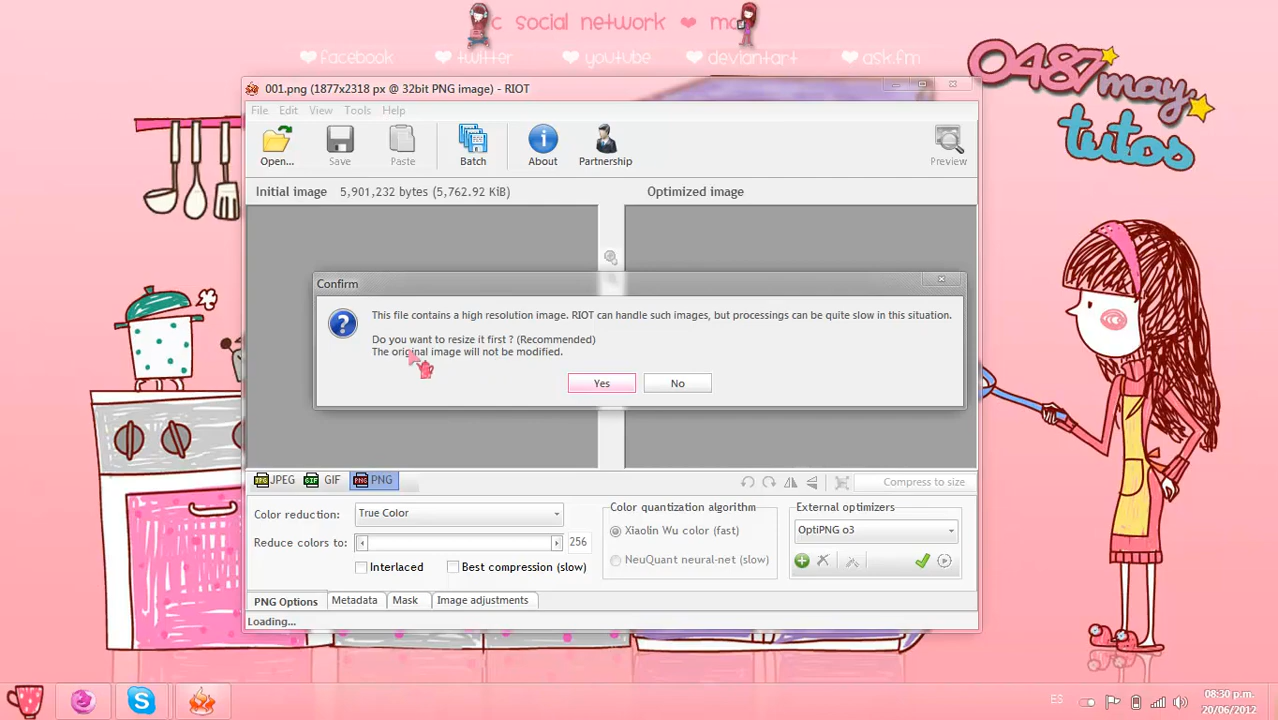 c social network ❤ ma
❤facebook ❤twitter ❤youtube ❤deviantart ❤ask.fm
0487 may
tutos
001.png (1877x2318 px @ 32bit PNG image) - RIOT
File Edit View Tools Help
Open... Save Paste Batch About Partnership Preview
Initial image 5,901,232 bytes (5,762.92 KiB) Optimized image
Confirm
This file contains a high resolution image. RIOT can handle such images, but processings can be quite slow in this situation.
Do you want to resize it first ? (Recommended)
The original image will not be modified.
Yes No
JPEG GIF PNG Compress to size
Color reduction: True Color
Reduce colors to: 256
Interlaced Best compression (slow)
Color quantization algorithm
Xiaolin Wu color (fast)
NeuQuant neural-net (slow)
External optimizers
OptiPNG o3
PNG Options Metadata Mask Image adjustments
Loading...
ES
08:30 p.m.
20/06/2012